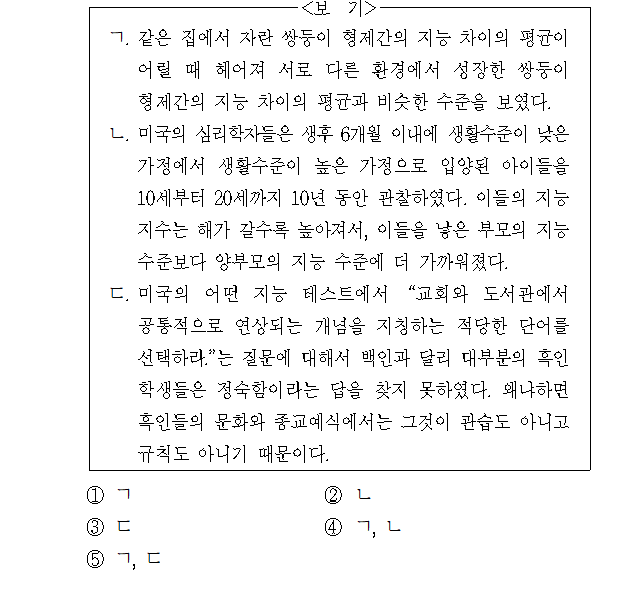 <보 기>
ㄱ. 같은 집에서 자란 쌍둥이 형제간의 지능 차이의 평균이
어릴 때 헤어져 서로 다른 환경에서 성장한 쌍둥이
형제간의 지능 차이의 평균과 비슷한 수준을 보였다.
ㄴ. 미국의 심리학자들은 생후 6개월 이내에 생활수준이 낮은
가정에서 생활수준이 높은 가정으로 입양된 아이들을
10세부터 20세까지 10년 동안 관찰하였다. 이들의 지능
지수는 해가 갈수록 높아져서, 이들을 낳은 부모의 지능
수준보다 양부모의 지능 수준에 더 가까워졌다.
ㄷ. 미국의 어떤 지능 테스트에서 “교회와 도서관에서
공통적으로 연상되는 개념을 지칭하는 적당한 단어를
선택하라.”는 질문에 대해서 백인과 달리 대부분의 흑인
학생들은 정숙함이라는 답을 찾지 못하였다. 왜냐하면
흑인들의 문화와 종교예식에서는 그것이 관습도 아니고
규칙도 아니기 때문이다.
① ㄱ ② ㄴ
③ ㄷ ④ ㄱ, ㄴ
⑤ ㄱ, ㄷ